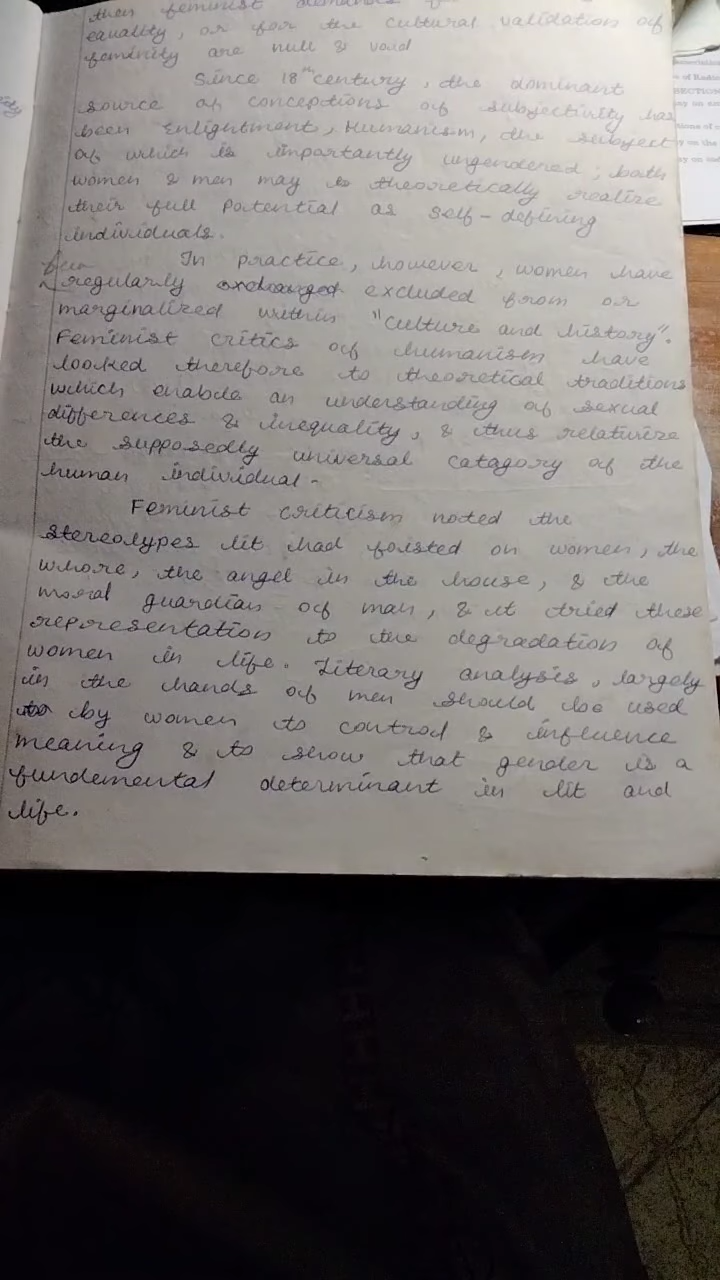 then feminist demands
equality, or for the cultural validation of
feminity are null & void
Since 18th century, the dominant
source of conceptions of subjectivity has
been Enlightment, Humanism, the subject
of which is importantly ungendered; both
women & men may theoretically realize
their full potential as self-defining
individuals.
In practice, however, women have
been regularly excluded from or
marginalized within "culture and history".
Feminist critics of humanism have
looked therefore to theoretical traditions
which enable an understanding of sexual
differences & inequality, & thus relativize
the supposedly universal catagory of the
human individual-
Feminist criticism noted the
stereotypes lit had foisted on women, the
whore, the angel in the house, & the
moral guardian of man, & it tried these
representation to the degradation of
women in life. Literary analysis, largely
in the hands of men should be used
by women to control & influence
meaning & to show that gender is a
fundemental determinant in lit and
life.
SECTION